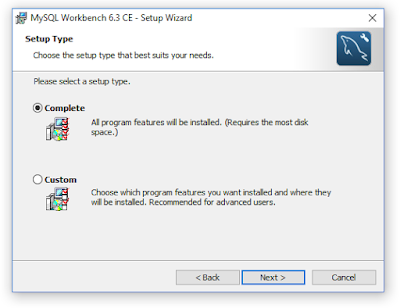 MySQL Workbench 6.3 CE - Setup Wizard
Setup Type
Choose the setup type that best suits your needs.
Please select a setup type.
Complete
All program features will be installed. (Requires the most disk
space.)
Custom
Choose which program features you want installed and where they
will be installed. Recommended for advanced users.
< Back
Next >
Cancel